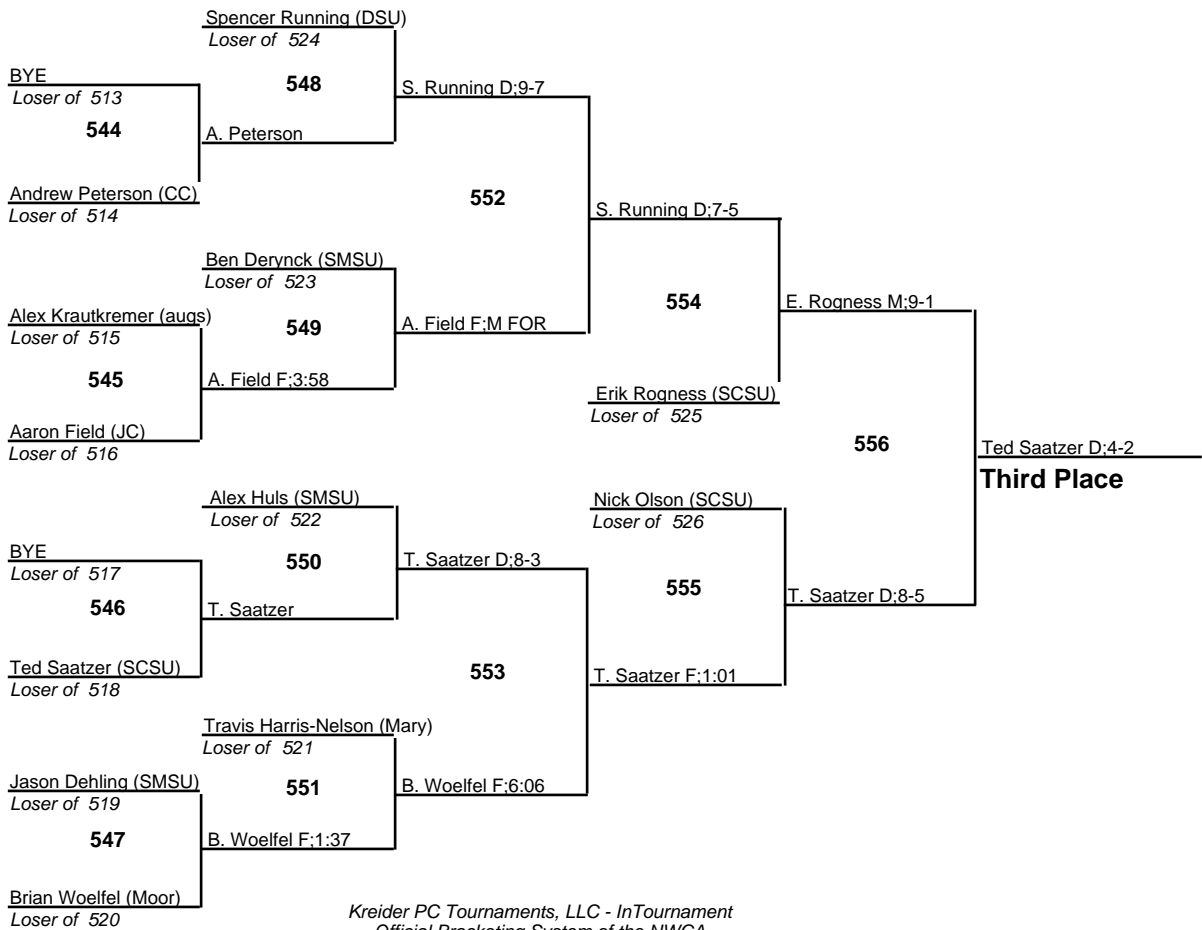 Spencer Running (DSU)
Loser of 524
BYE
Loser of 513
548
S. Running D;9-7
544
A. Peterson
Andrew Peterson (CC)
Loser of 514
552
S. Running D;7-5
Ben Derynck (SMSU)
Loser of 523
Alex Krautkremer (augs)
Loser of 515
549
A. Field F;M FOR
554
E. Rogness M;9-1
545
A. Field F;3:58
Erik Rogness (SCSU)
Loser of 525
Aaron Field (JC)
Loser of 516
556
Ted Saatzer D;4-2
Third Place
Alex Huls (SMSU)
Loser of 522
Nick Olson (SCSU)
Loser of 526
BYE
Loser of 517
550
T. Saatzer D;8-3
555
T. Saatzer D;8-5
546
T. Saatzer
Ted Saatzer (SCSU)
Loser of 518
553
T. Saatzer F;1:01
Travis Harris-Nelson (Mary)
Loser of 521
Jason Dehling (SMSU)
Loser of 519
551
B. Woelfel F;6:06
547
B. Woelfel F;1:37
Brian Woelfel (Moor)
Loser of 520
Kreider PC Tournaments, LLC - InTournament
Official Bracketing System of the NWCA